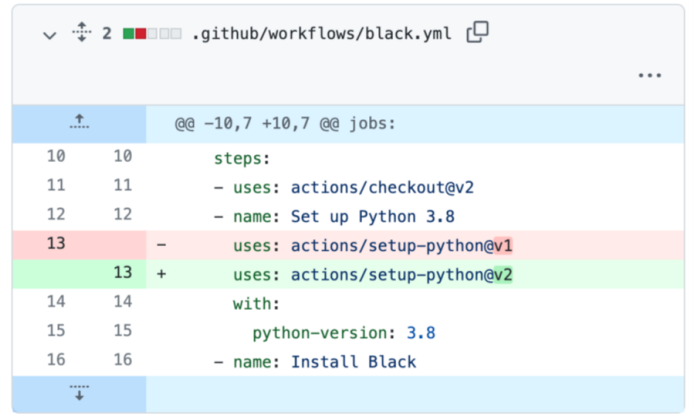 2 .github/workflows/black.yml
...
@@ -10,7 +10,7 @@ jobs:
10 10 steps:
11 11 - uses: actions/checkout@v2
12 12 - name: Set up Python 3.8
13 - uses: actions/setup-python@v1
13 + uses: actions/setup-python@v2
14 14 with:
15 15 python-version: 3.8
16 16 - name: Install Black